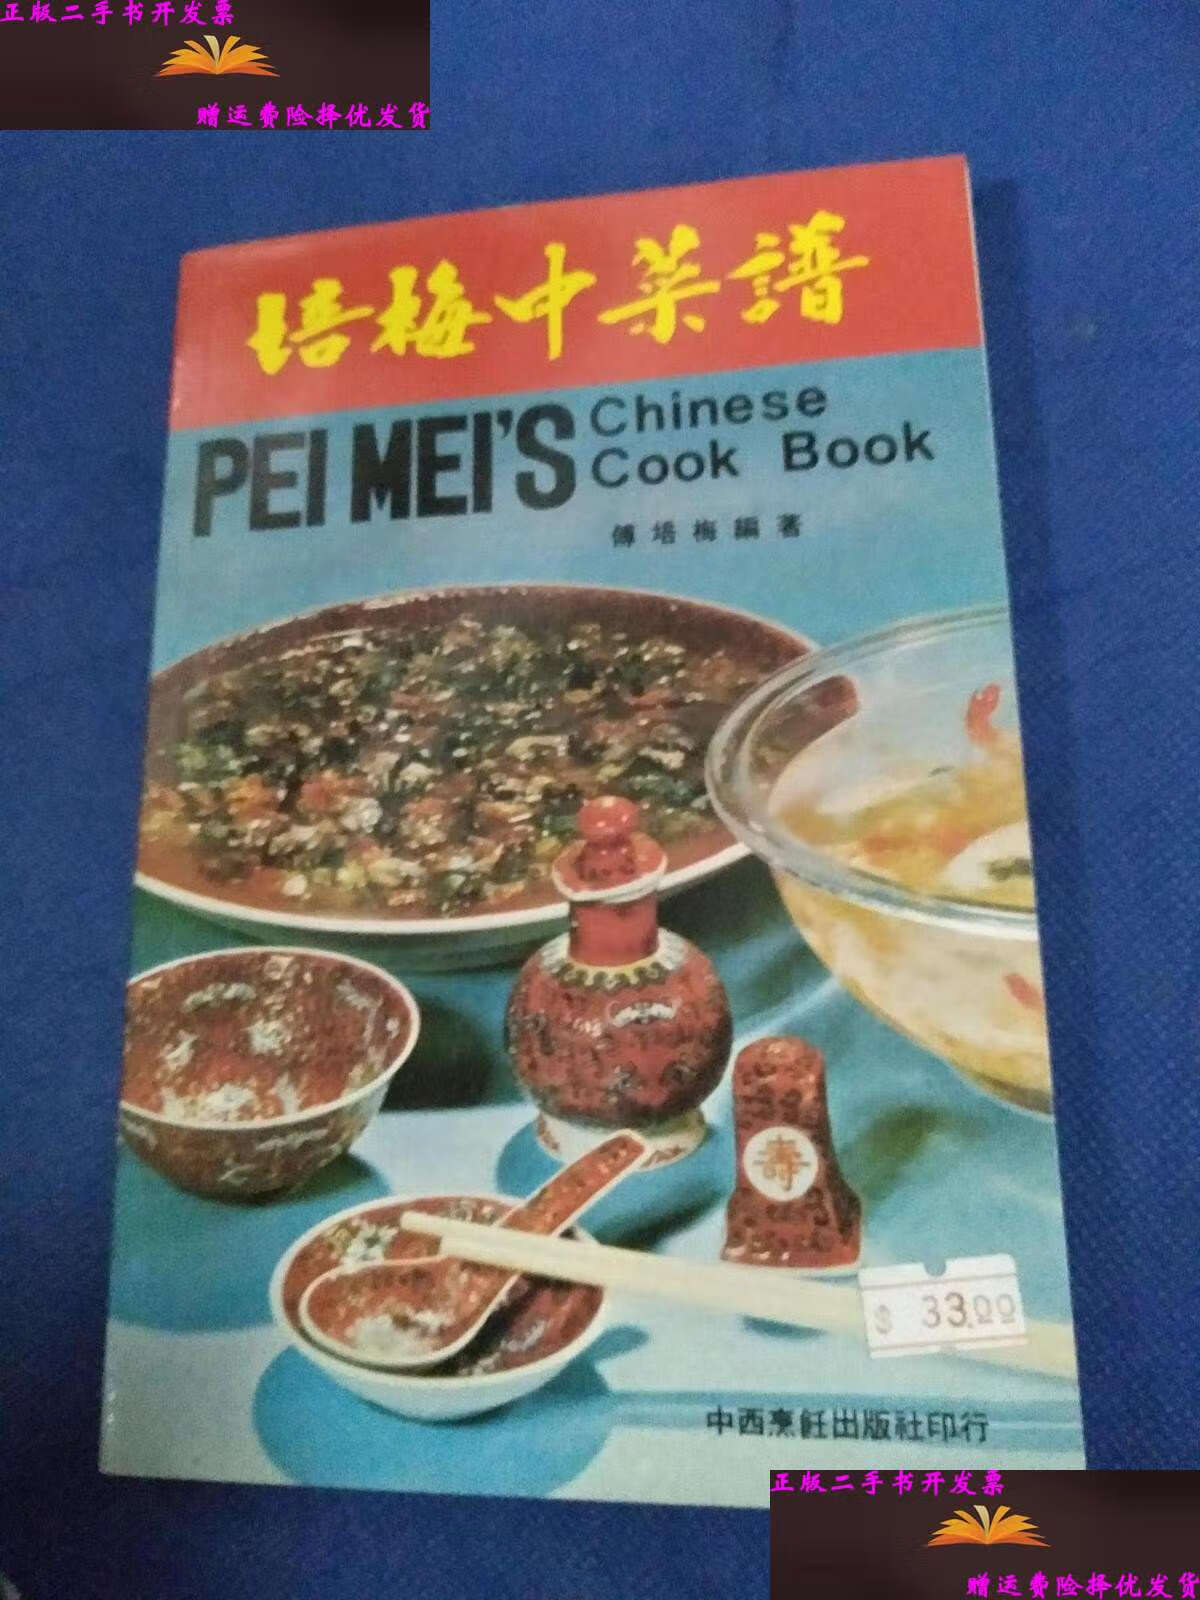 正版二手书开发票
赠运费险择优发货
培梅中菜譜
PEI MEI'S
Chinese
Cook Book
傅培梅編著
壽
$ 33.00
中西烹飪出版社印行
正版二手书开发票
赠运费险择优发货